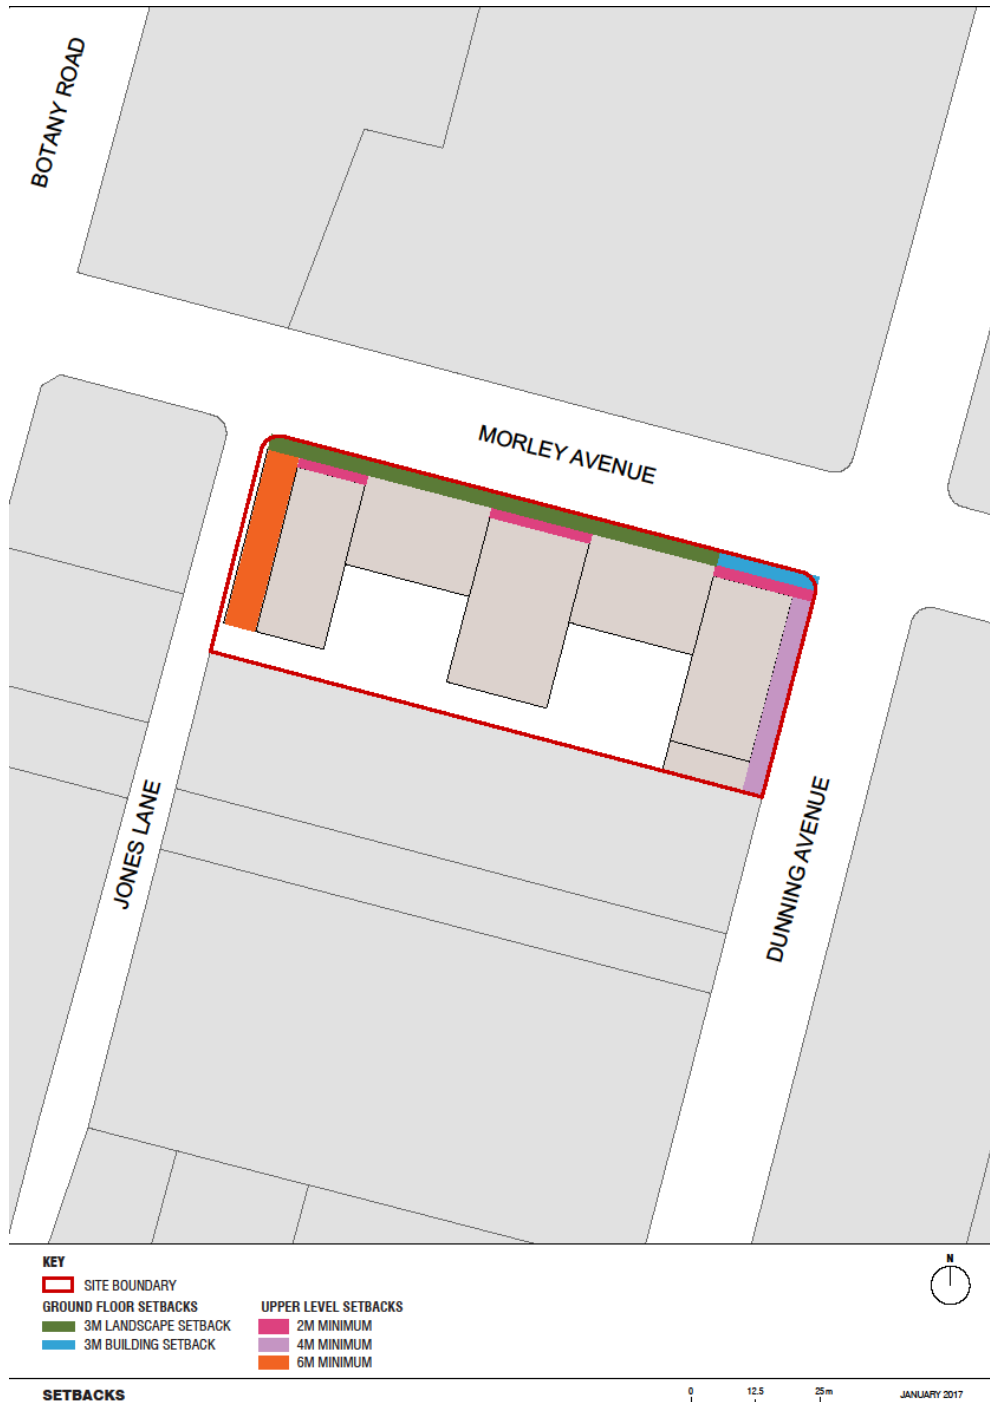 BOTANY ROAD
MORLEY AVENUE
JONES LANE
DUNNING AVENUE
KEY
SITE BOUNDARY
GROUND FLOOR SETBACKS
3M LANDSCAPE SETBACK
3M BUILDING SETBACK
UPPER LEVEL SETBACKS
2M MINIMUM
4M MINIMUM
6M MINIMUM
N
SETBACKS
0 12.5 25m
JANUARY 2017